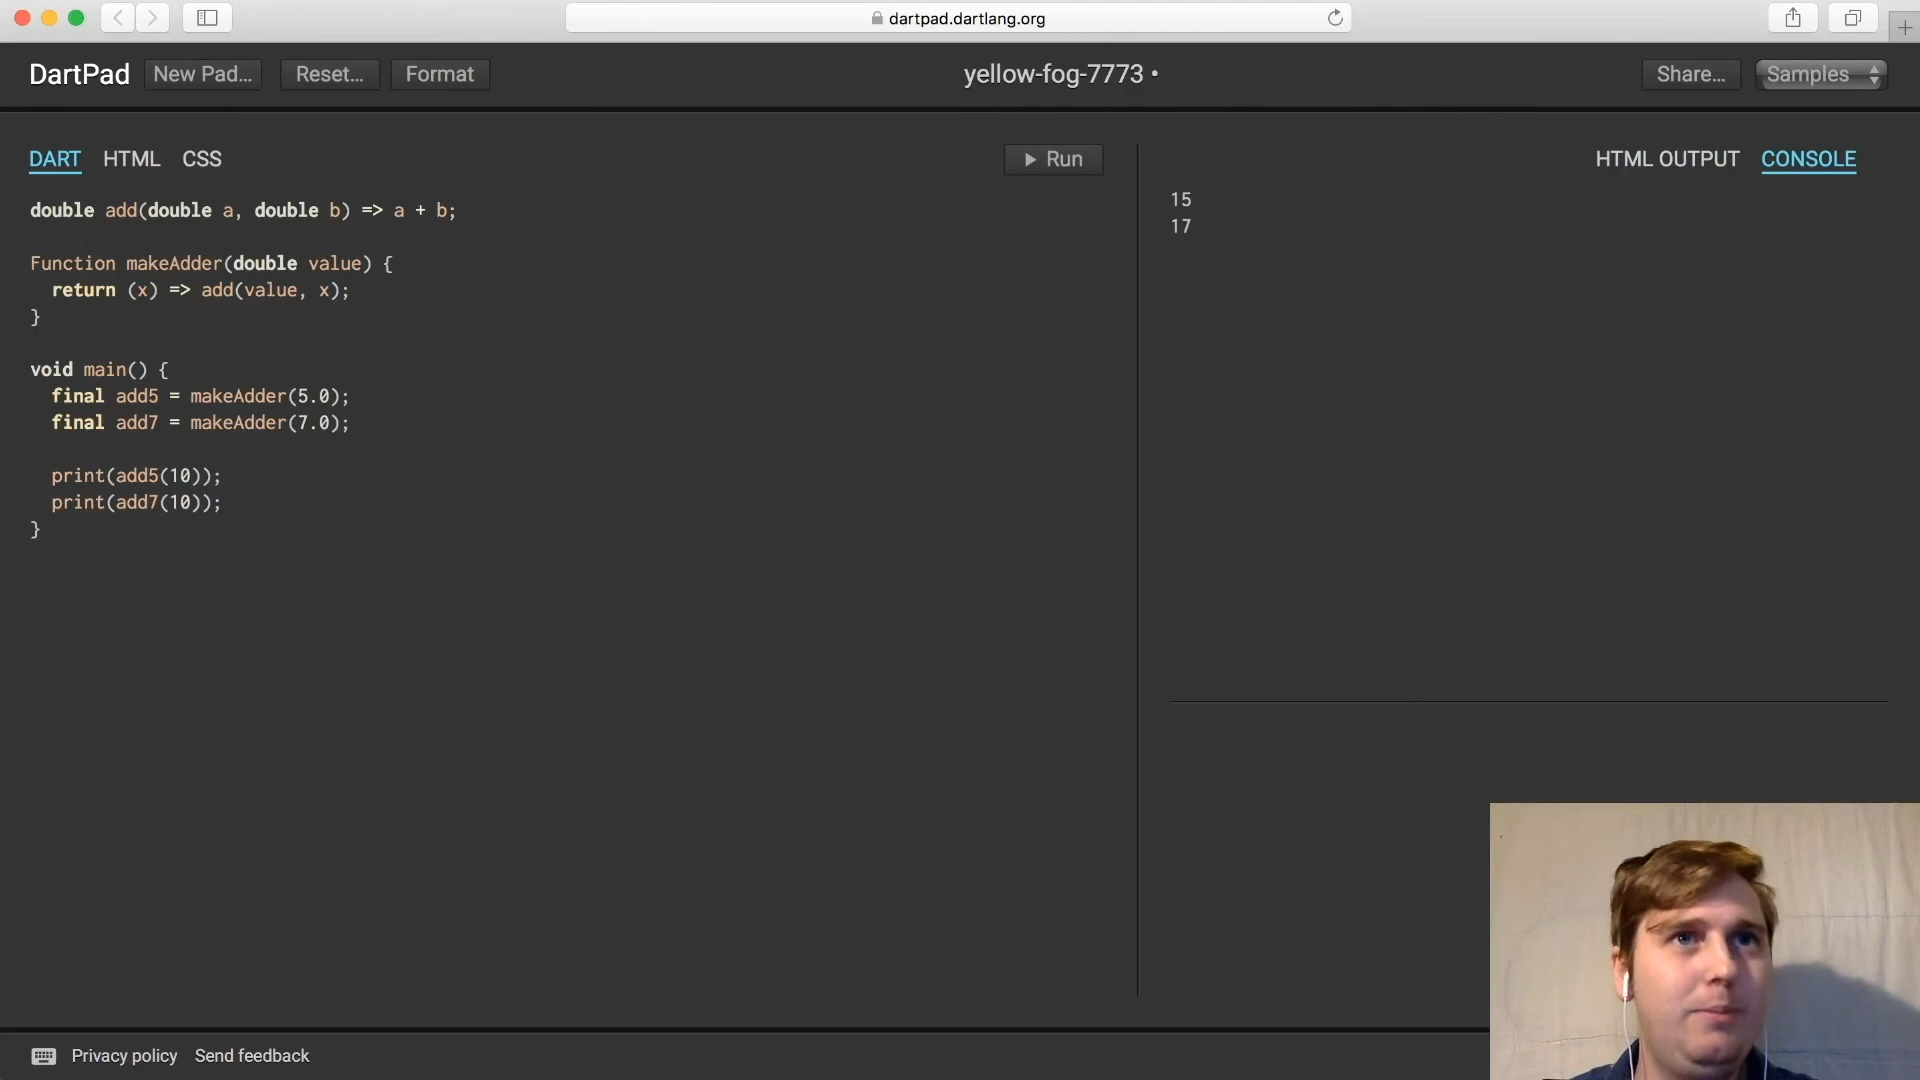 dartpad.dartlang.org
DartPad New Pad... Reset... Format yellow-fog-7773 • Share... Samples
DART HTML CSS Run HTML OUTPUT CONSOLE
double add(double a, double b) => a + b;
Function makeAdder(double value) {
return (x) => add(value, x);
}
void main() {
final add5 = makeAdder(5.0);
final add7 = makeAdder(7.0);
print(add5(10));
print(add7(10));
}
15
17
Privacy policy Send feedback